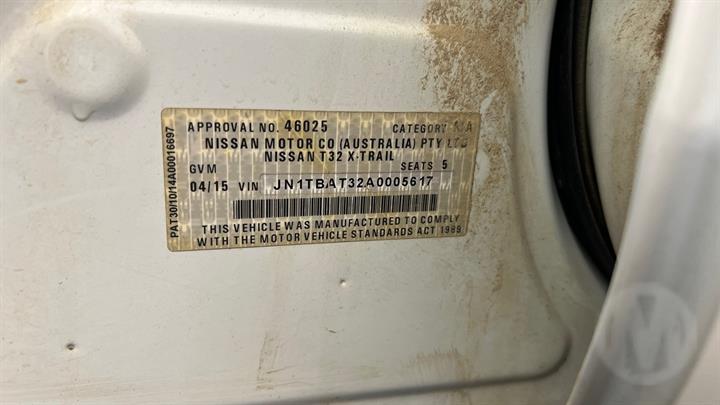 APPROVAL NO. 46025 CATEGORY
NISSAN MOTOR CO (AUSTRALIA) PTY LTD
NISSAN T32 X-TRAIL
GVM SEATS 5
04/15 VIN JN1TBAT32A0005617
THIS VEHICLE WAS MANUFACTURED TO COMPLY
WITH THE MOTOR VEHICLE STANDARDS ACT 1989
PAT30/10/14A00016697
M